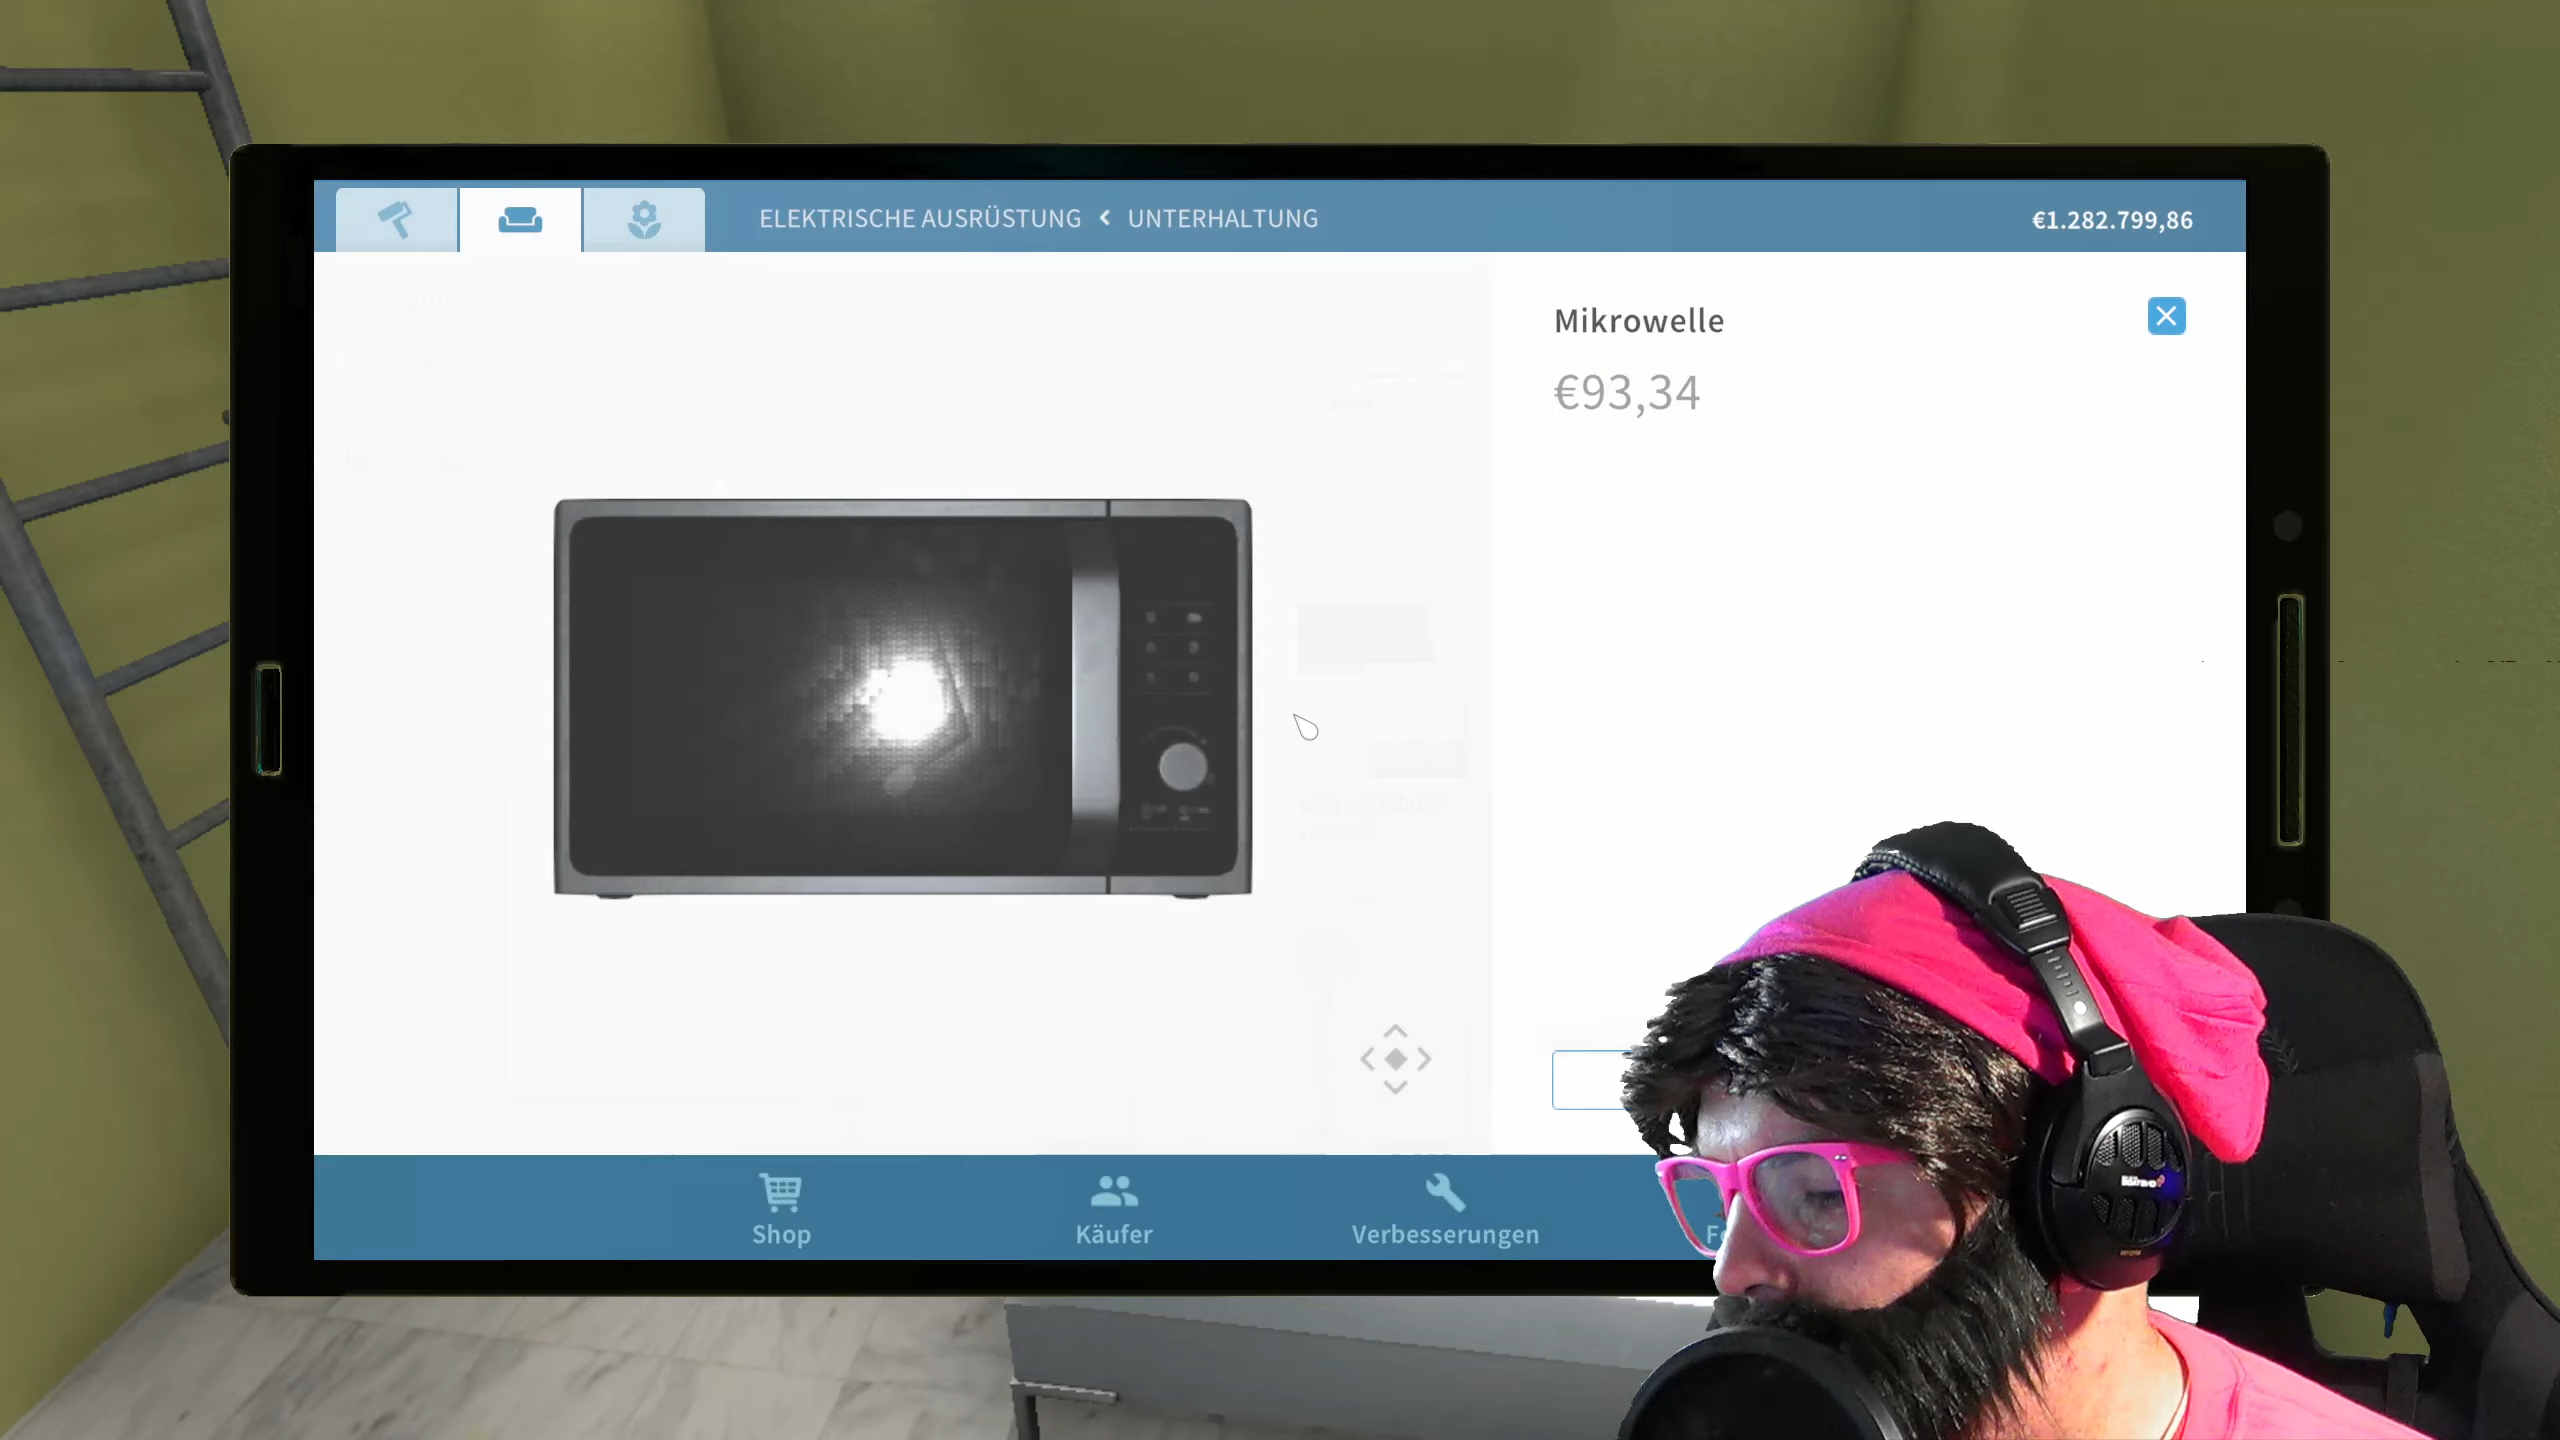 ELEKTRISCHE AUSRÜSTUNG < UNTERHALTUNG
€1.282.799,86
Mikrowelle
€93,34
Shop
Käufer
Verbesserungen